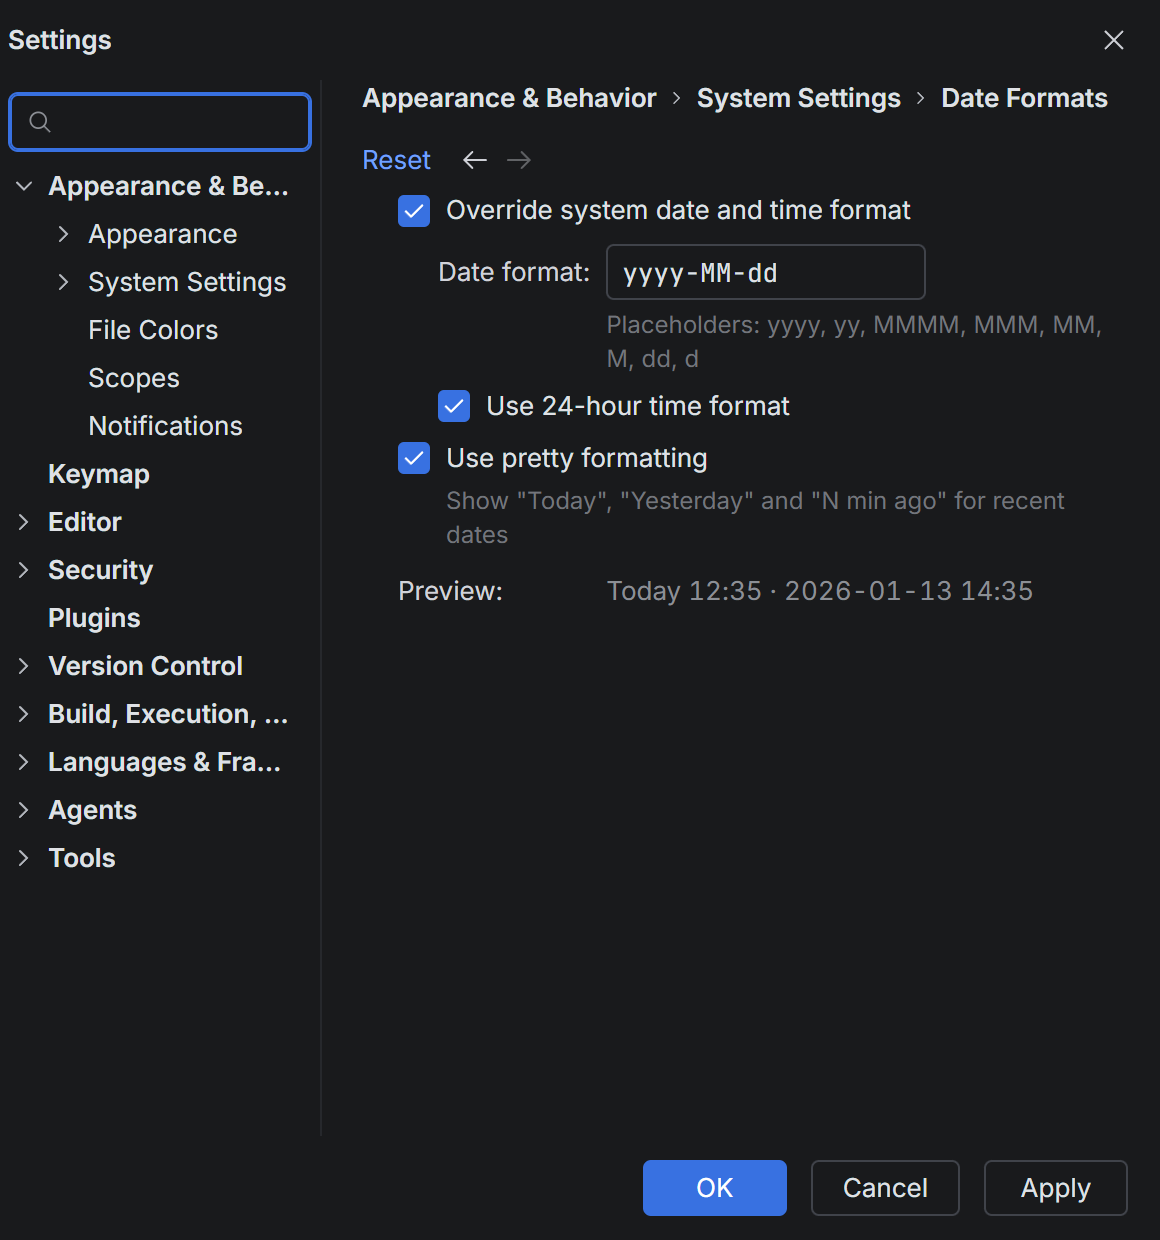 Settings
Appearance & Be...
Appearance
System Settings
File Colors
Scopes
Notifications
Keymap
Editor
Security
Plugins
Version Control
Build, Execution, ...
Languages & Fra...
Agents
Tools
Appearance & Behavior › System Settings › Date Formats
Reset
Override system date and time format
Date format: yyyy-MM-dd
Placeholders: yyyy, yy, MMMM, MMM, MM,
M, dd, d
Use 24-hour time format
Use pretty formatting
Show "Today", "Yesterday" and "N min ago" for recent
dates
Preview: Today 12:35 · 2026-01-13 14:35
OK Cancel Apply